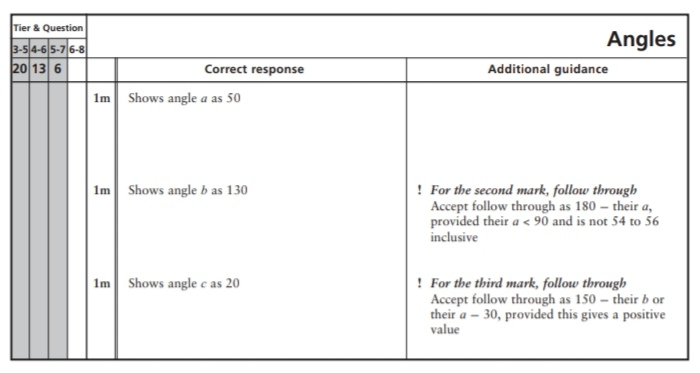 Tier & Question
Angles
3-5 4-6 5-7 6-8
20 13 6
Correct response
Additional guidance
1m Shows angle a as 50
1m Shows angle b as 130
! For the second mark, follow through
Accept follow through as 180 – their a,
provided their a < 90 and is not 54 to 56
inclusive
1m Shows angle c as 20
! For the third mark, follow through
Accept follow through as 150 – their b or
their a – 30, provided this gives a positive
value